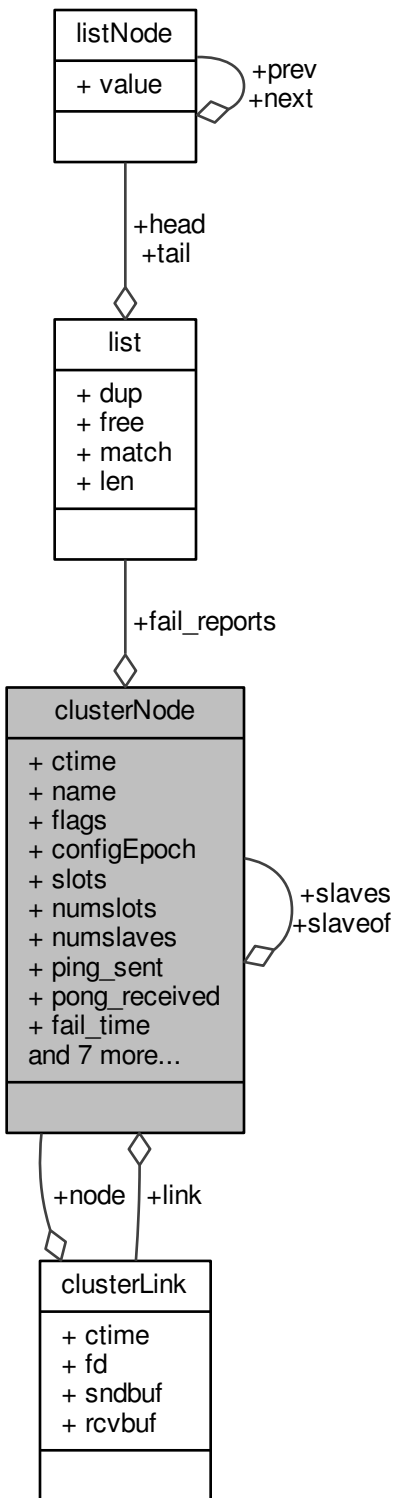 listNode
+ value
+prev
+next
+head
+tail
list
+ dup
+ free
+ match
+ len
+fail_reports
clusterNode
+ ctime
+ name
+ flags
+ configEpoch
+ slots
+ numslots
+ numslaves
+ ping_sent
+ pong_received
+ fail_time
and 7 more...
+slaves
+slaveof
+node
+link
clusterLink
+ ctime
+ fd
+ sndbuf
+ rcvbuf